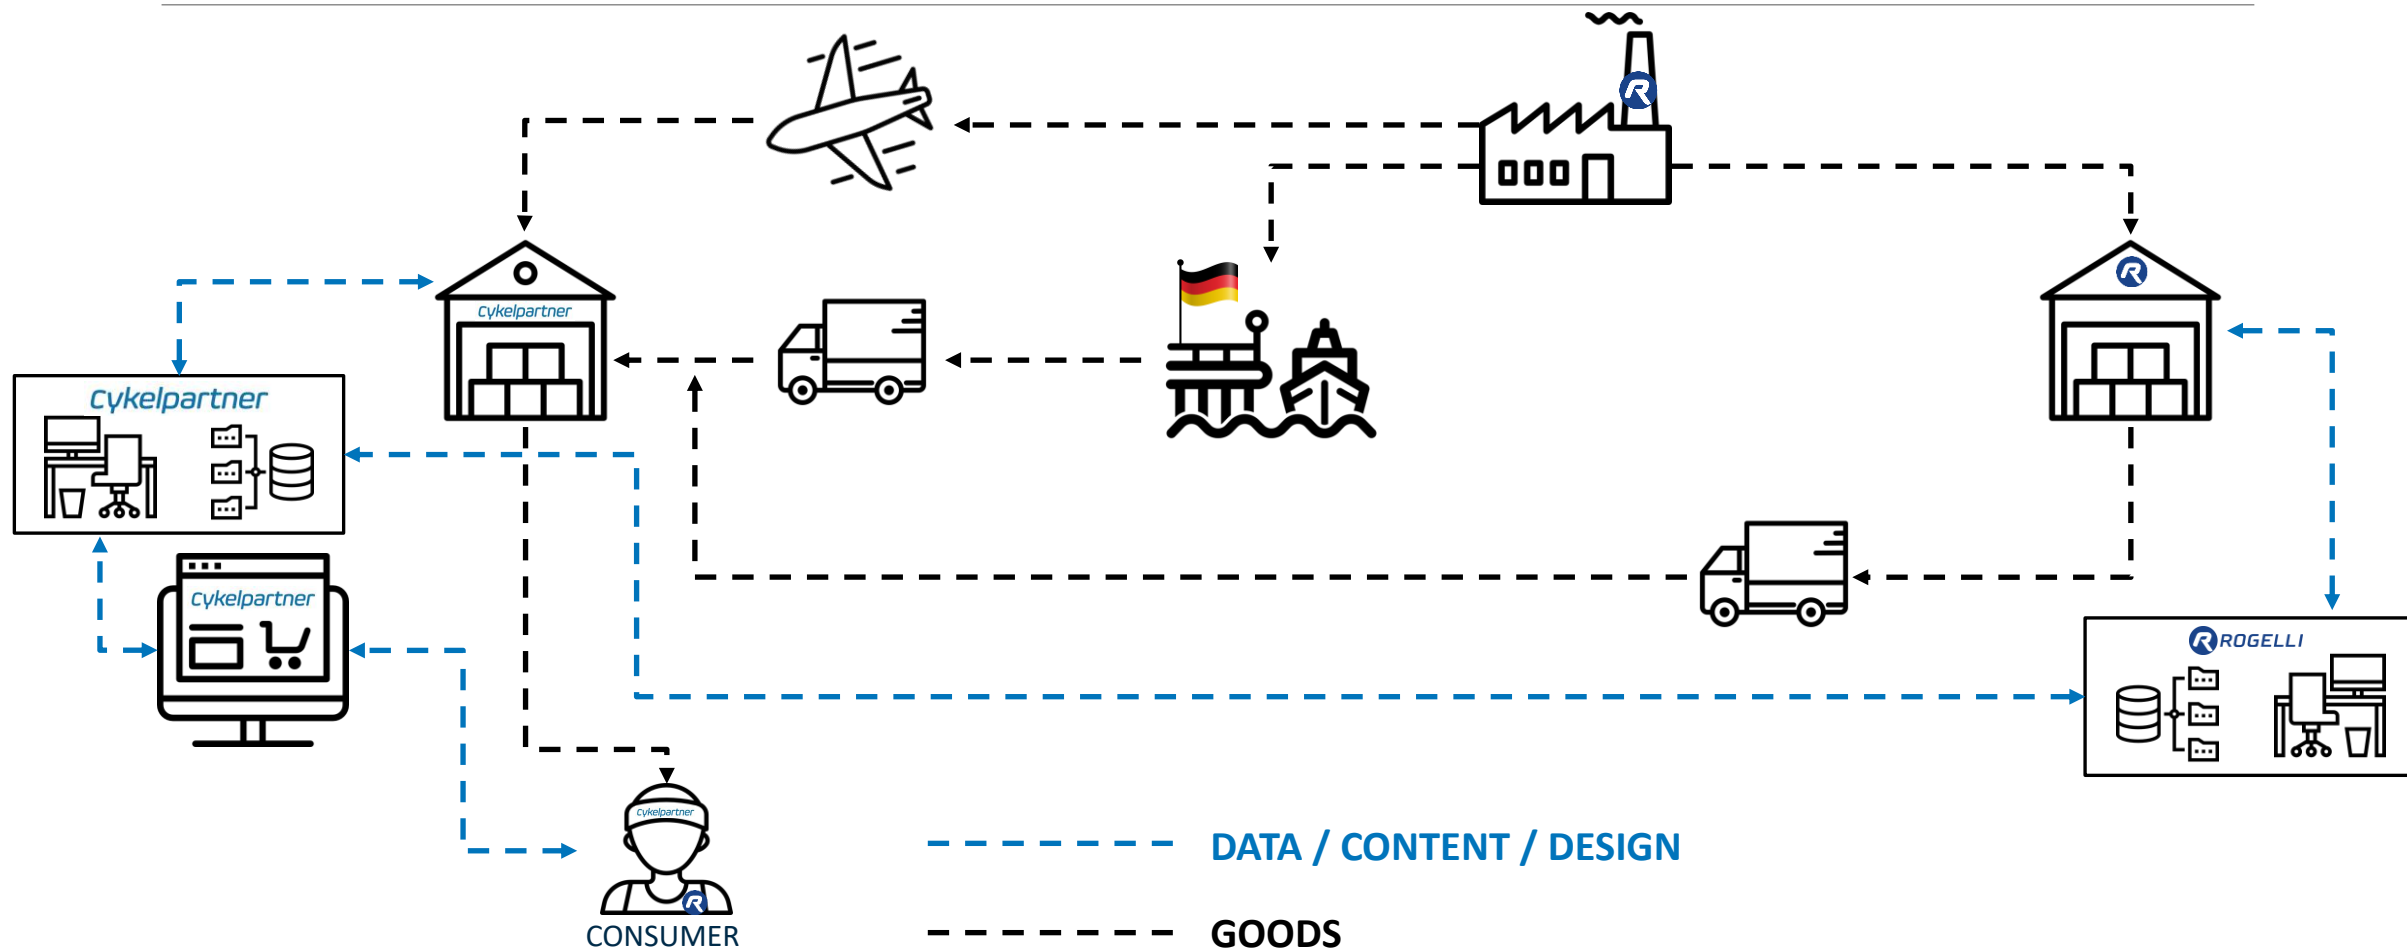 Cykelpartner
Cykelpartner
Cykelpartner
ROGELLI
Cykelpartner
CONSUMER
DATA / CONTENT / DESIGN
GOODS